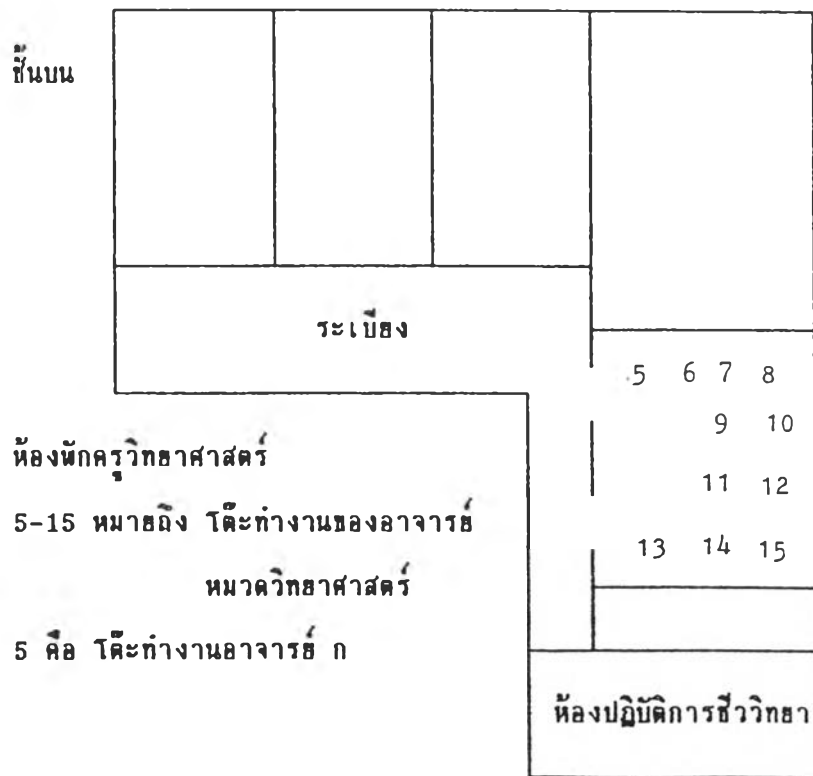 ชั้นบน
ระเบียง
5 6 7 8
9 10
ห้องพักครูวิทยาศาสตร์
11 12
5-15 หมายถึง โต๊ะทำงานของอาจารย์
13 14 15
หมวดวิทยาศาสตร์
5 คือ โต๊ะทำงานอาจารย์ ก
ห้องปฏิบัติการชีววิทยา